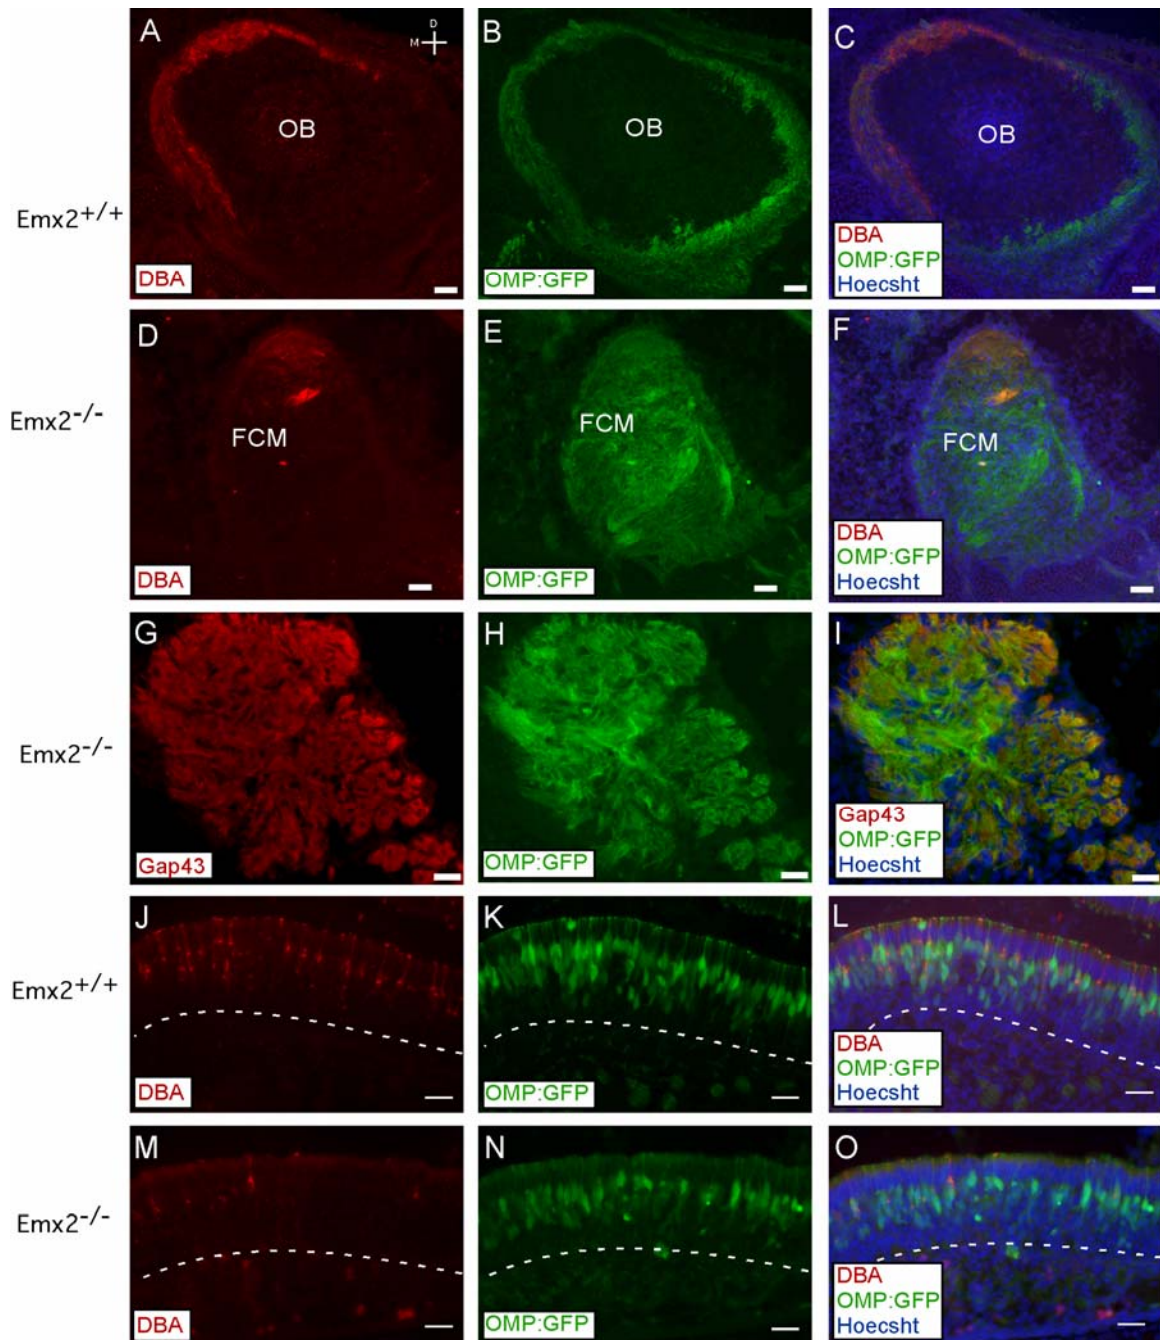 A
D
M
OB
DBA
B
OB
OMP:GFP
C
OB
DBA
OMP:GFP
Hoecsht
Emx2+/+
D
FCM
DBA
E
FCM
OMP:GFP
F
FCM
DBA
OMP:GFP
Hoecsht
Emx2-/-
G
Gap43
H
OMP:GFP
I
Gap43
OMP:GFP
Hoecsht
Emx2-/-
J
DBA
K
OMP:GFP
L
DBA
OMP:GFP
Hoecsht
Emx2+/+
M
DBA
N
OMP:GFP
O
DBA
OMP:GFP
Hoecsht
Emx2-/-